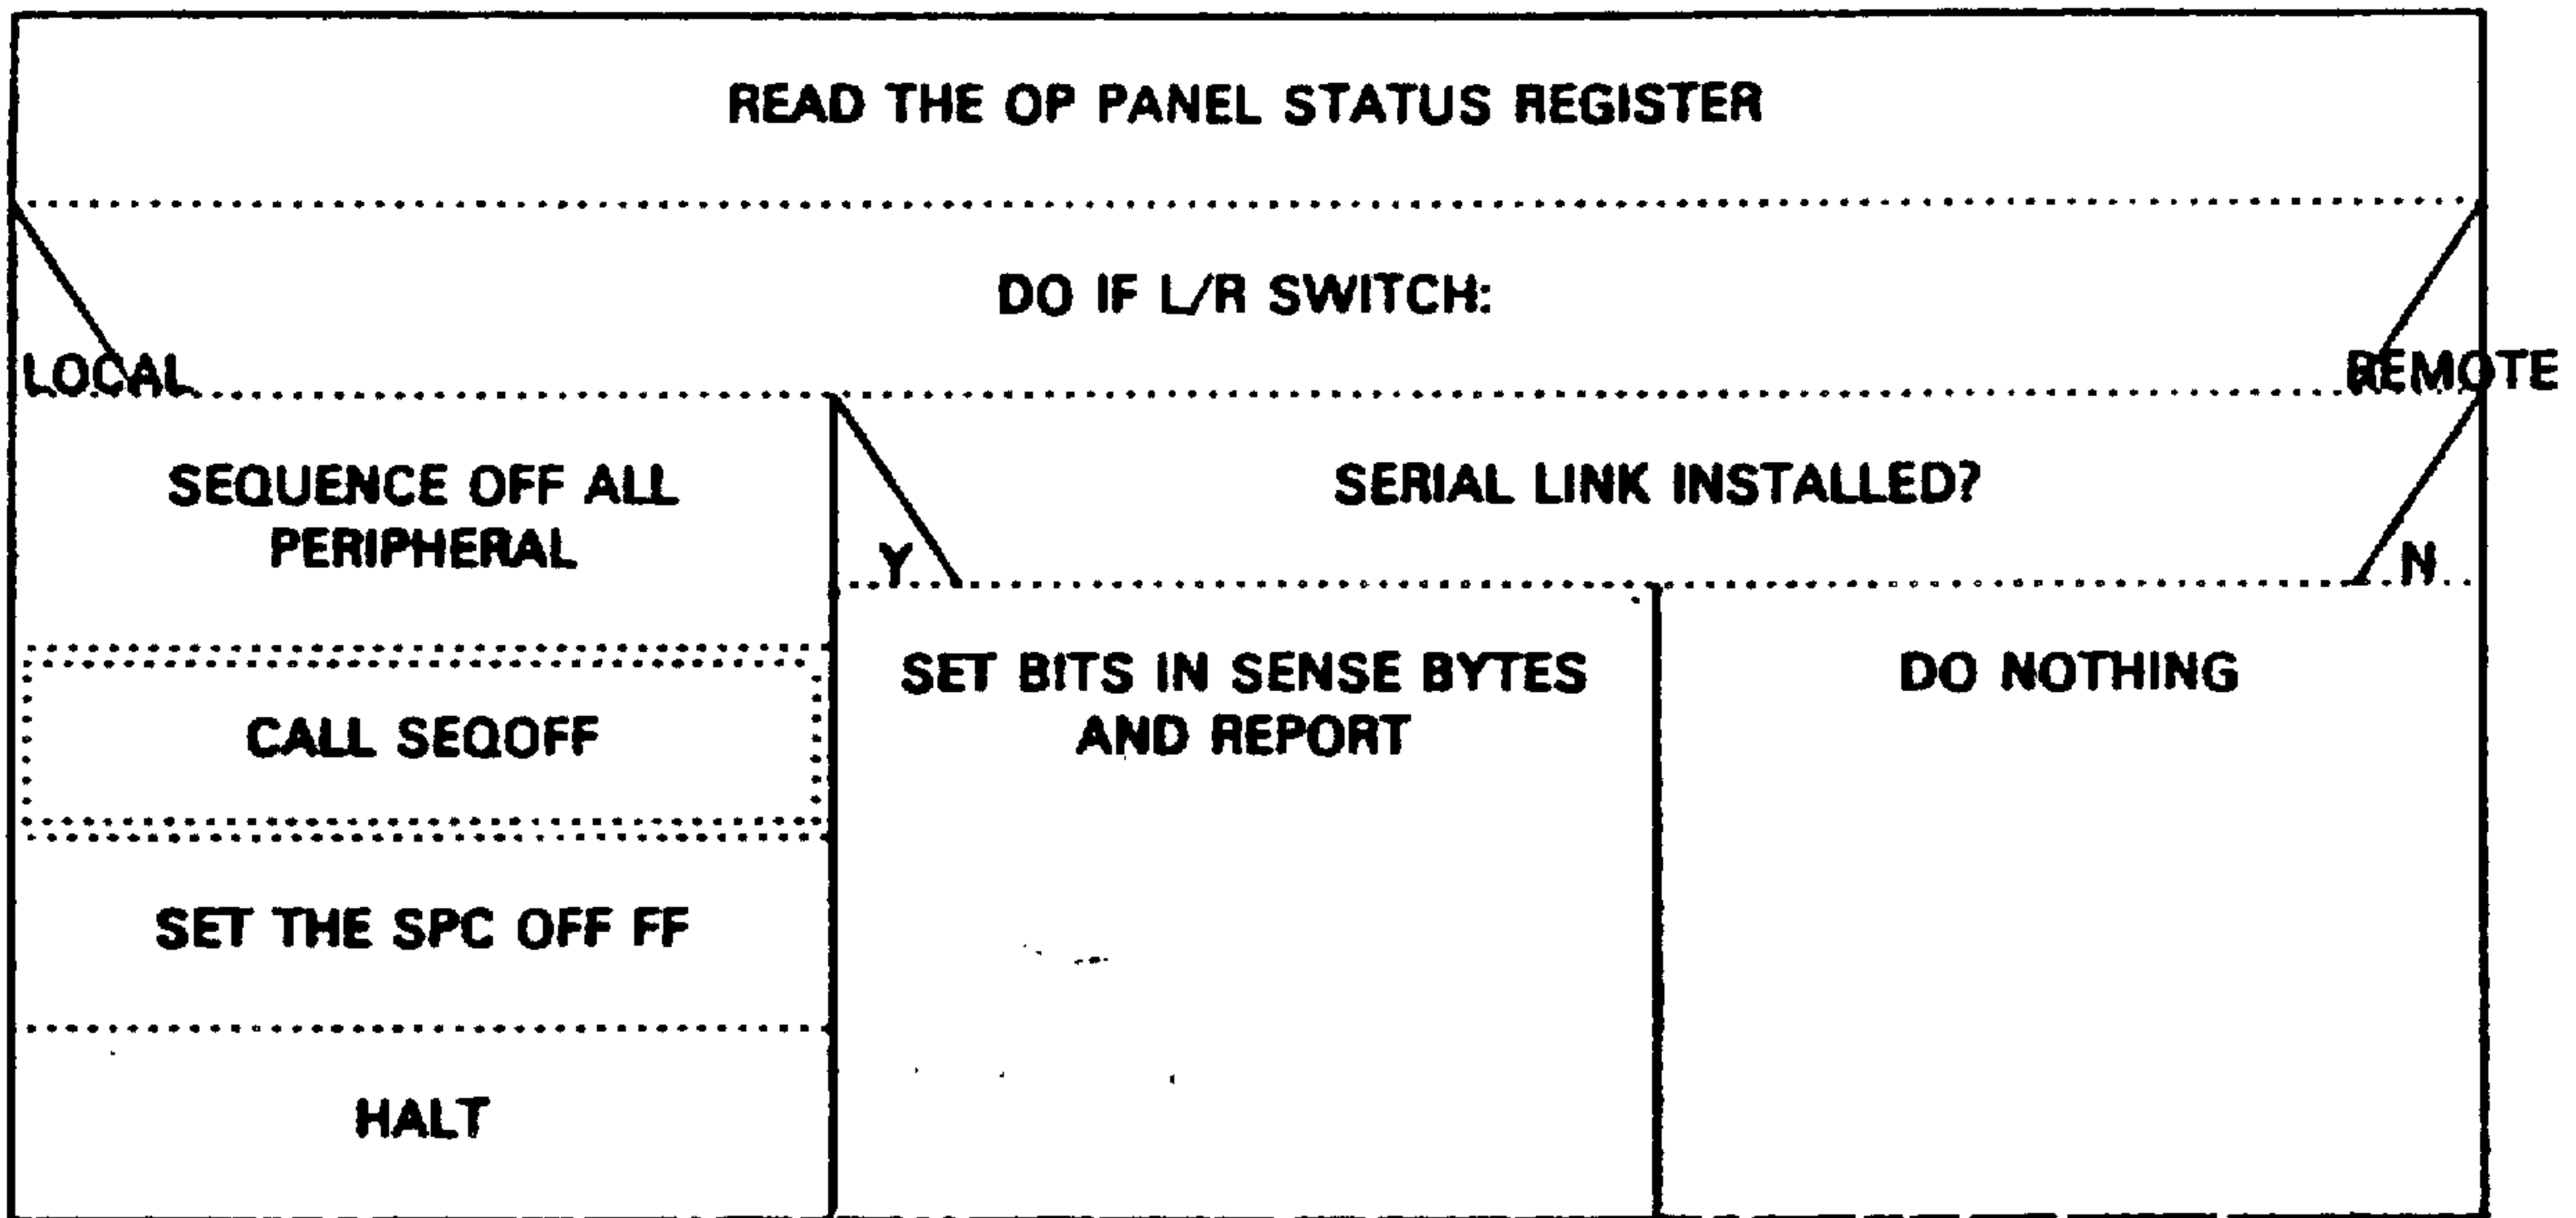 READ THE OP PANEL STATUS REGISTER
DO IF L/R SWITCH:
LOCAL
REMOTE
SEQUENCE OFF ALL
PERIPHERAL
SERIAL LINK INSTALLED?
Y
N
CALL SEQOFF
SET BITS IN SENSE BYTES
AND REPORT
DO NOTHING
SET THE SPC OFF FF
HALT